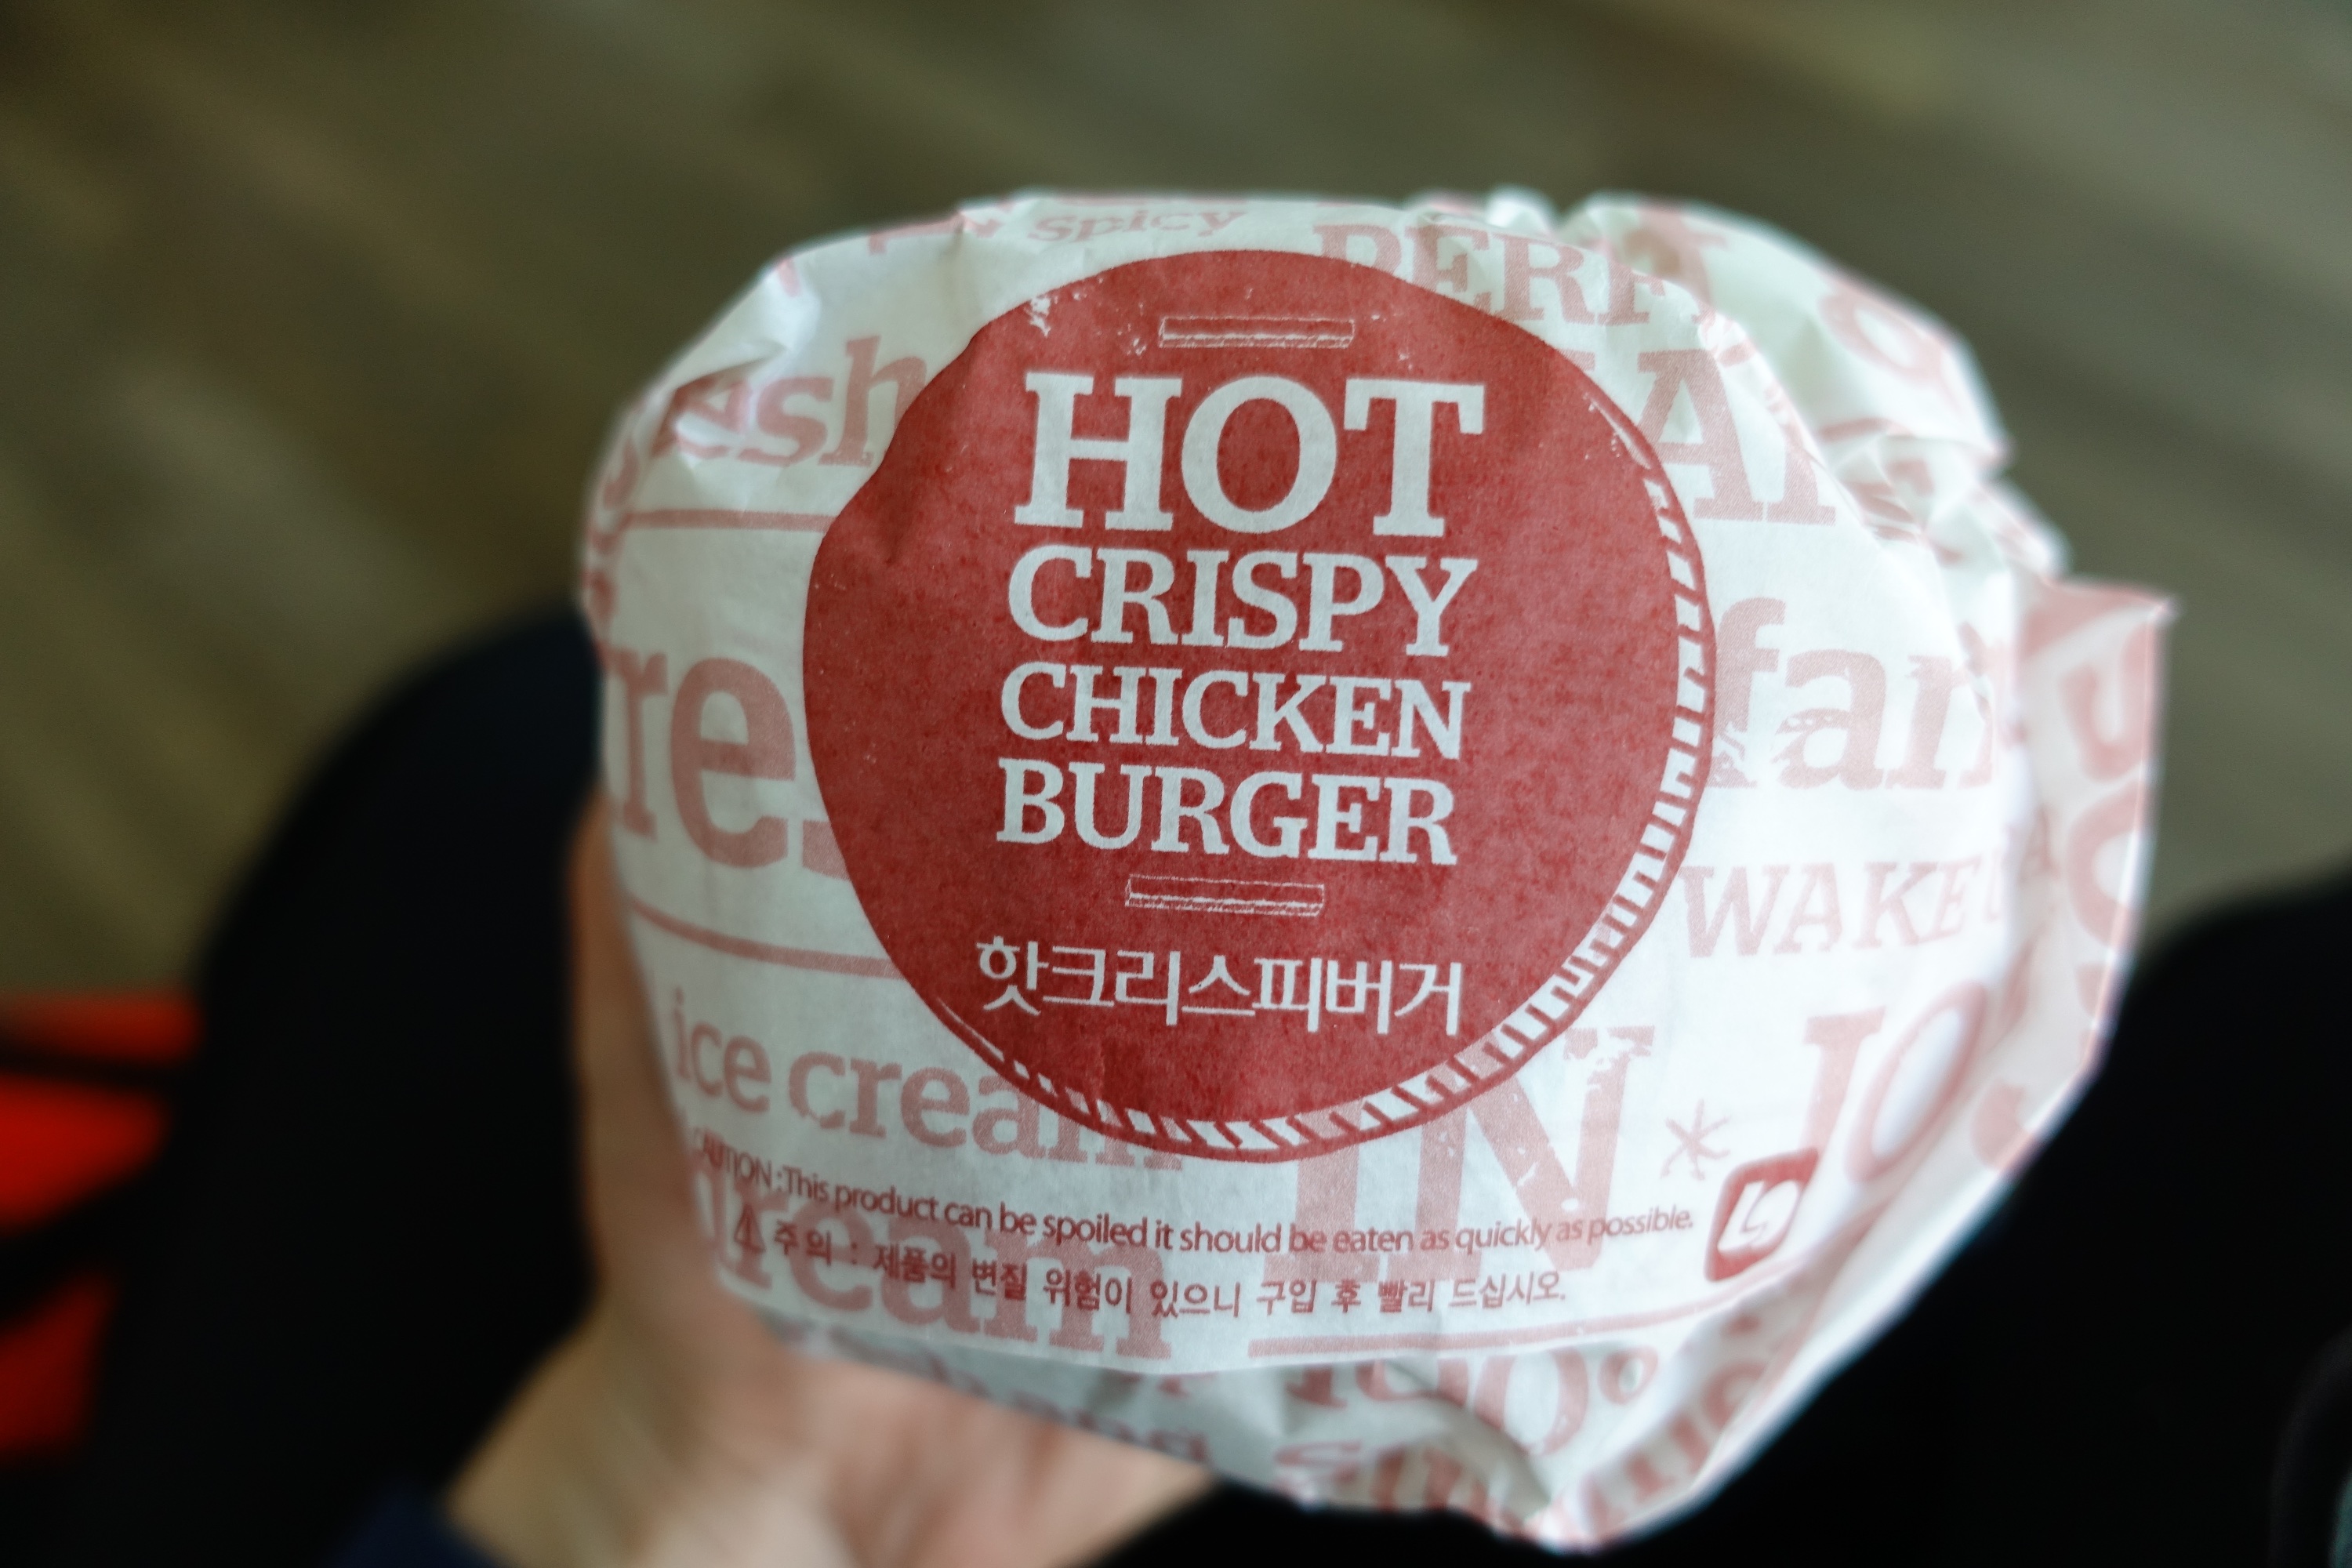 spicy
HOT
CRISPY
CHICKEN
BURGER
핫크리스피버거
WAKE
ice cream
IN
CAUTION : This product can be spoiled it should be eaten as quickly as possible.
주의 : 제품의 변질 위험이 있으니 구입 후 빨리 드십시오.